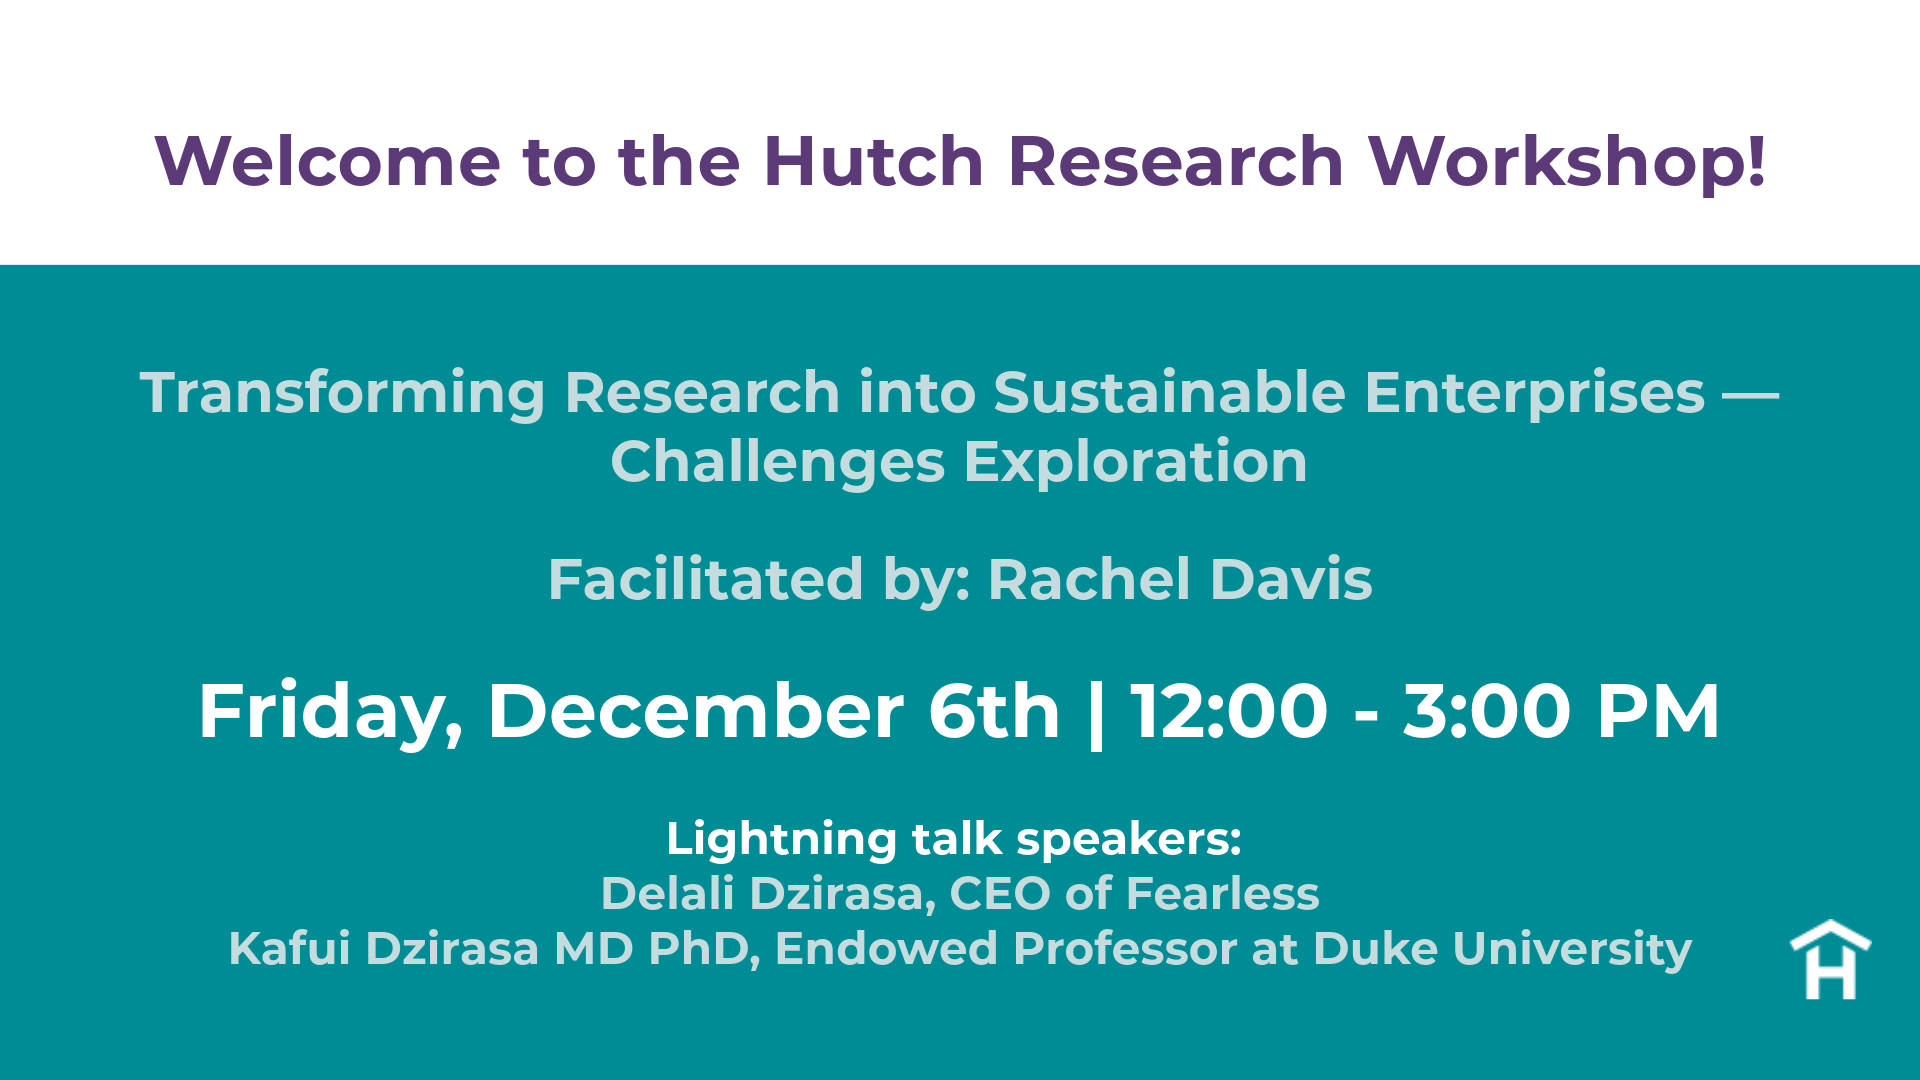 Welcome to the Hutch Research Workshop!
Transforming Research into Sustainable Enterprises —
Challenges Exploration
Facilitated by: Rachel Davis
Friday, December 6th | 12:00 - 3:00 PM
Lightning talk speakers:
Delali Dzirasa, CEO of Fearless
Kafui Dzirasa MD PhD, Endowed Professor at Duke University
H